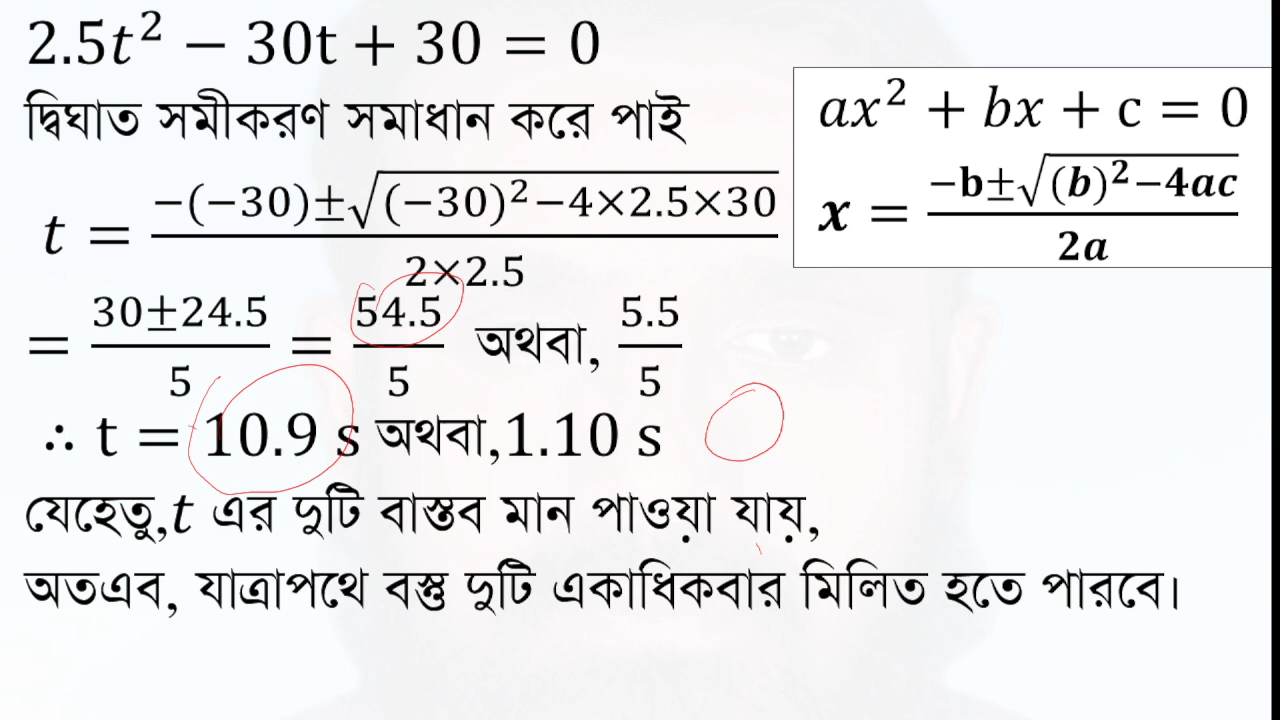 2.5t² − 30t + 30 = 0
দ্বিঘাত সমীকরণ সমাধান করে পাই
t = −(−30)±√(−30)²−4×2.5×30 / 2×2.5
= 30±24.5 / 5 = 54.5 / 5 অথবা, 5.5 / 5
∴ t = 10.9 s অথবা,1.10 s
যেহেতু,t এর দুটি বাস্তব মান পাওয়া যায়,
অতএব, যাত্রাপথে বস্তু দুটি একাধিকবার মিলিত হতে পারবে।
ax² + bx + c = 0
x = −b±√(b)²−4ac / 2a